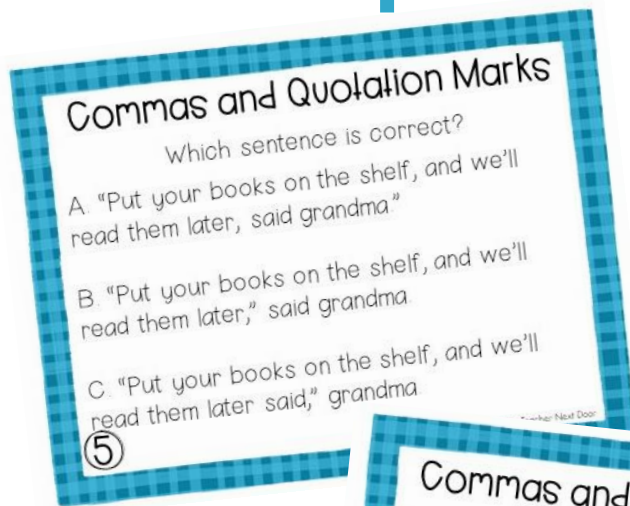 Commas and Quotation Marks
Which sentence is correct?
A. "Put your books on the shelf, and we'll
read them later, said grandma."
B. "Put your books on the shelf, and we'll
read them later," said grandma.
C. "Put your books on the shelf, and we'll
read them later said," grandma.
Next Door
5
Commas and